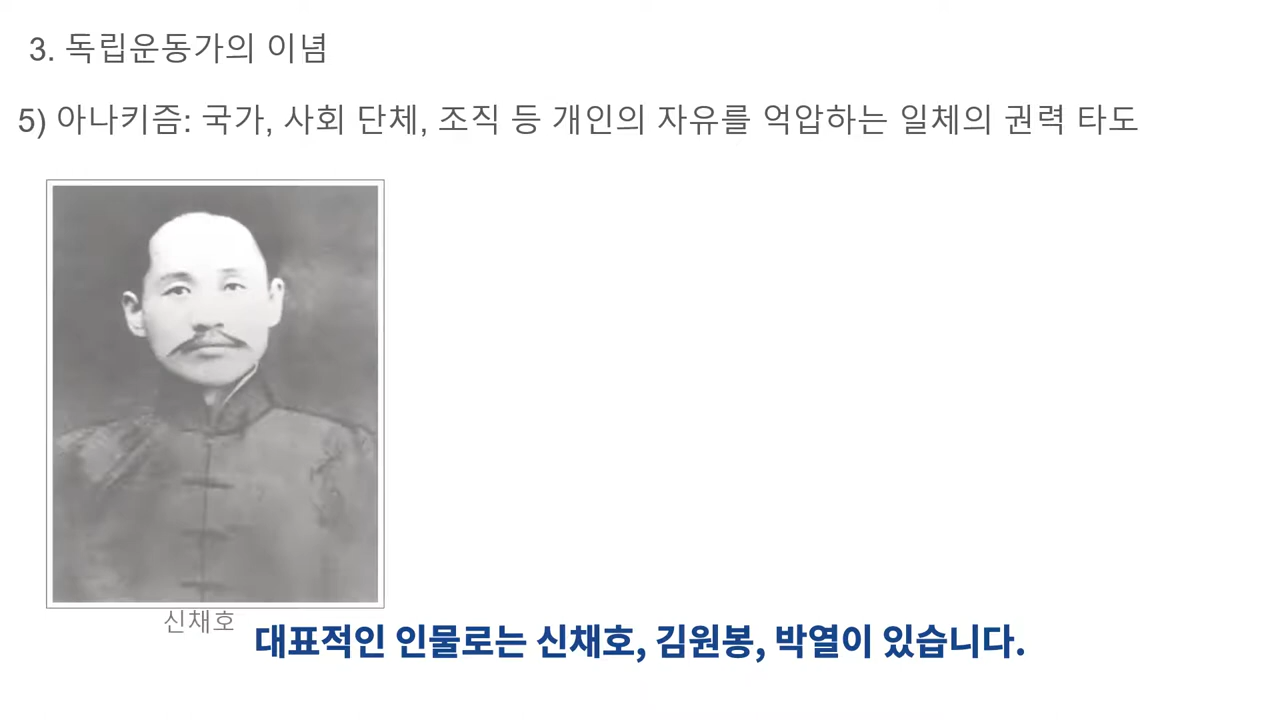 3. 독립운동가의 이념
5) 아나키즘: 국가, 사회 단체, 조직 등 개인의 자유를 억압하는 일체의 권력 타도
신채호
대표적인 인물로는 신채호, 김원봉, 박열이 있습니다.